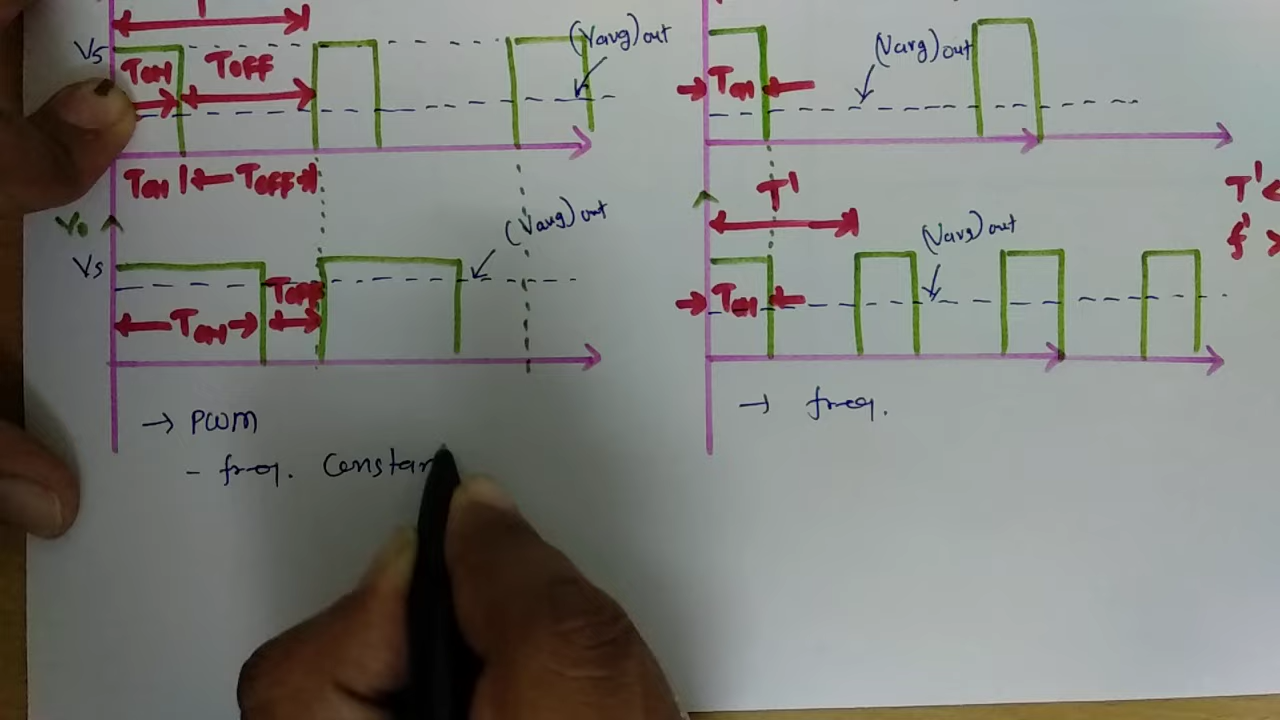 Vs TON TOFF (Vavg)out
TON TOFF
Vo
Vs (Vavg)out
TON TOFF
→ PWM
- freq. Constan
TON (Vavg)out
T'
TON (Vavg)out
T' <
f' >
→ freq.